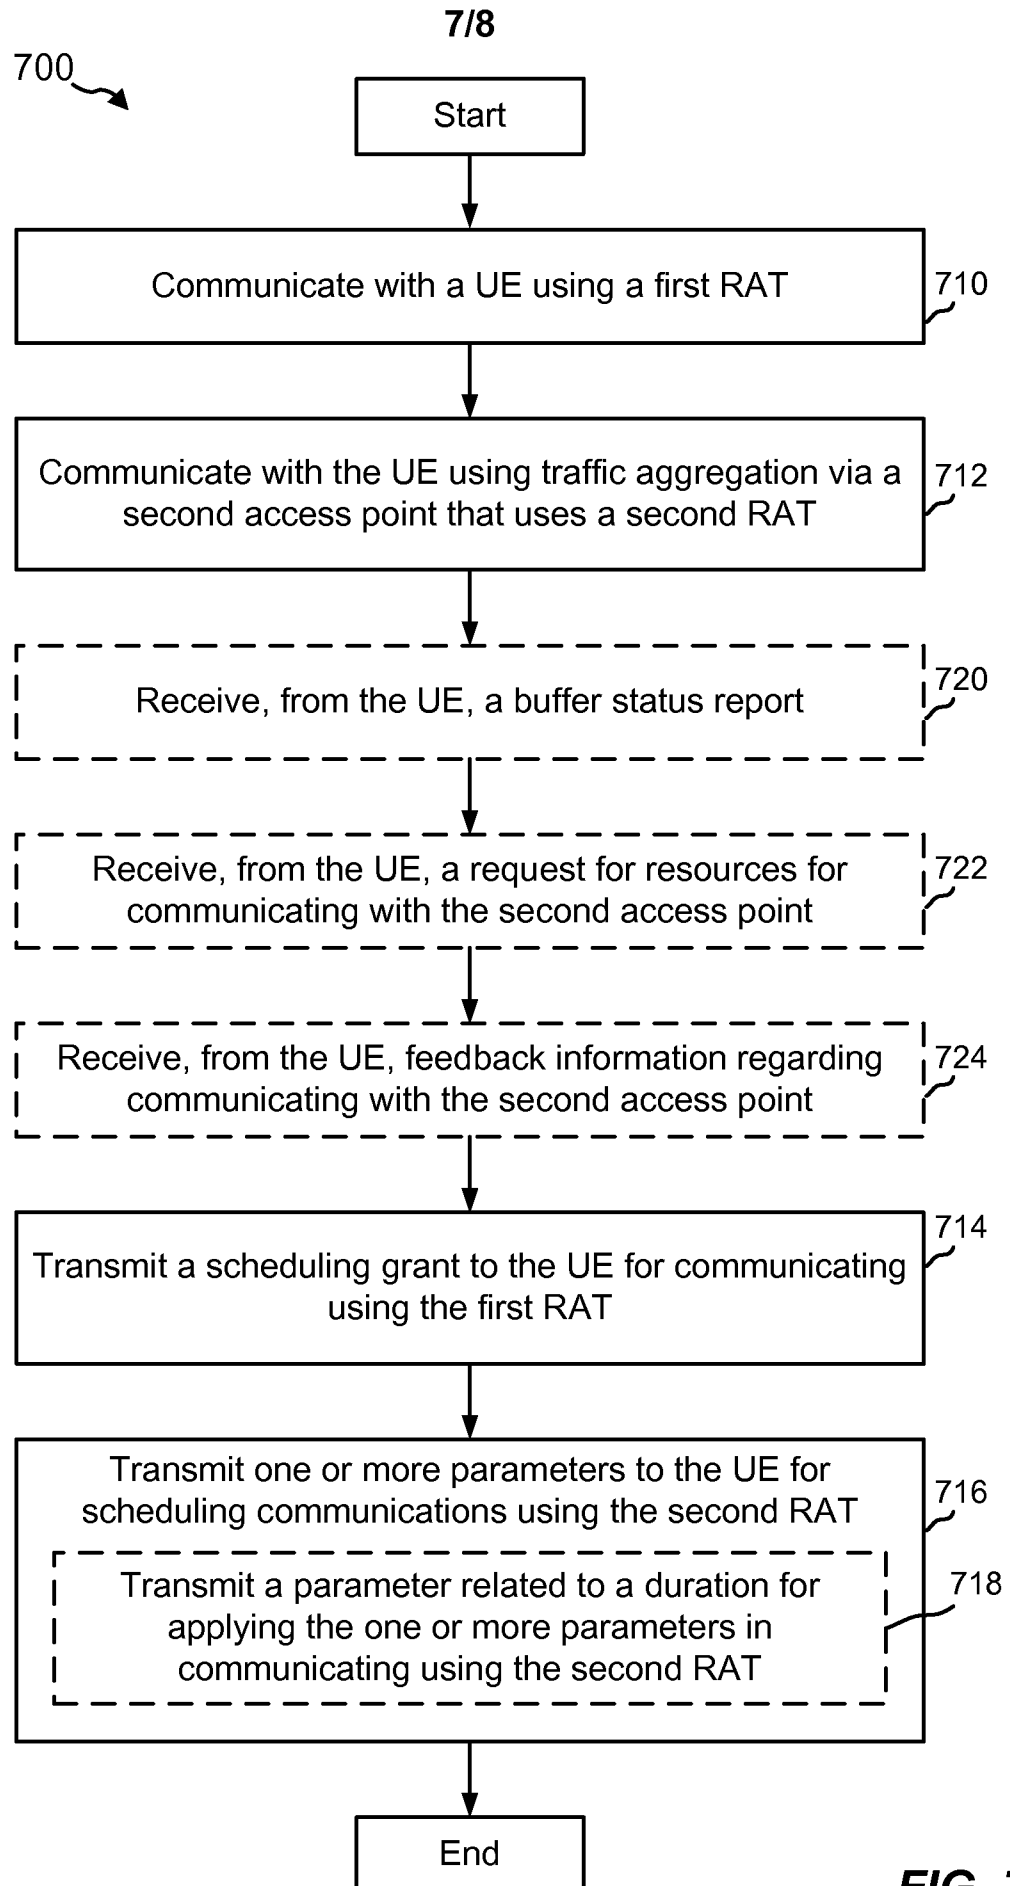 7/8
700
Start
Communicate with a UE using a first RAT
710
Communicate with the UE using traffic aggregation via a
second access point that uses a second RAT
712
Receive, from the UE, a buffer status report
720
Receive, from the UE, a request for resources for
communicating with the second access point
722
Receive, from the UE, feedback information regarding
communicating with the second access point
724
Transmit a scheduling grant to the UE for communicating
using the first RAT
714
Transmit one or more parameters to the UE for
scheduling communications using the second RAT
716
Transmit a parameter related to a duration for
applying the one or more parameters in
communicating using the second RAT
718
End
FIG.